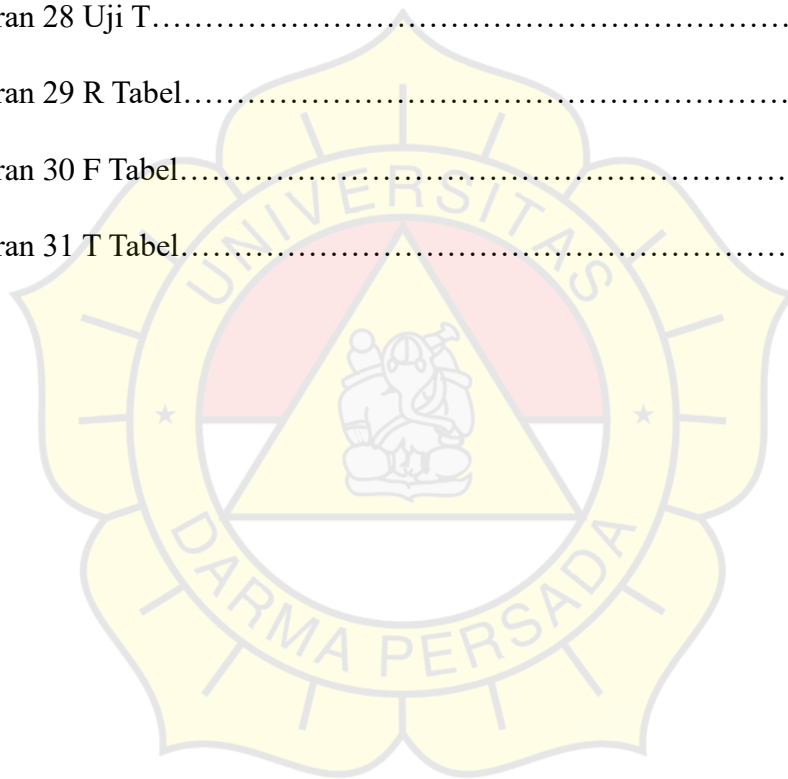 ran 28 Uji T……………………………………………………
ran 29 R Tabel…………………………………………………
ran 30 F Tabel…………………………………………………
ran 31 T Tabel…………………………………………………
UNIVERSITAS
DARMA PERSADA